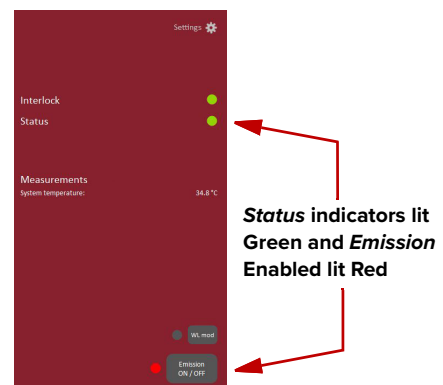 Settings
Interlock
Status
Measurements
System temperature: 34.8 °C
Status indicators lit
Green and Emission
Enabled lit Red
WL mod
Emission
ON / OFF